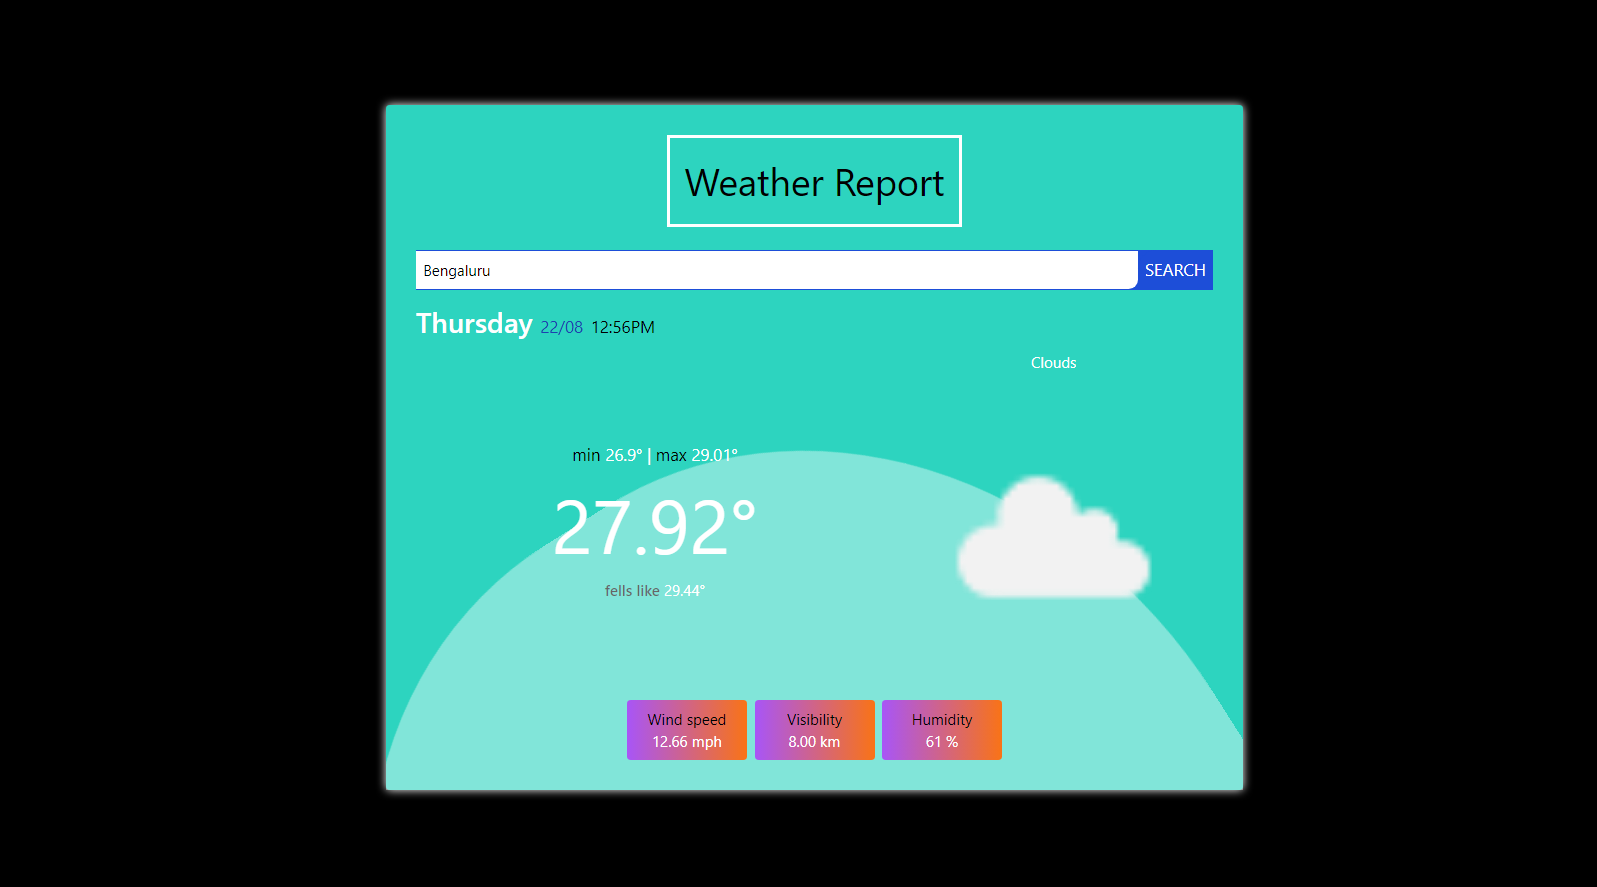 Weather Report
Bengaluru
SEARCH
Thursday 22/08 12:56PM
Clouds
min 26.9° | max 29.01°
27.92°
fells like 29.44°
Wind speed
12.66 mph
Visibility
8.00 km
Humidity
61 %